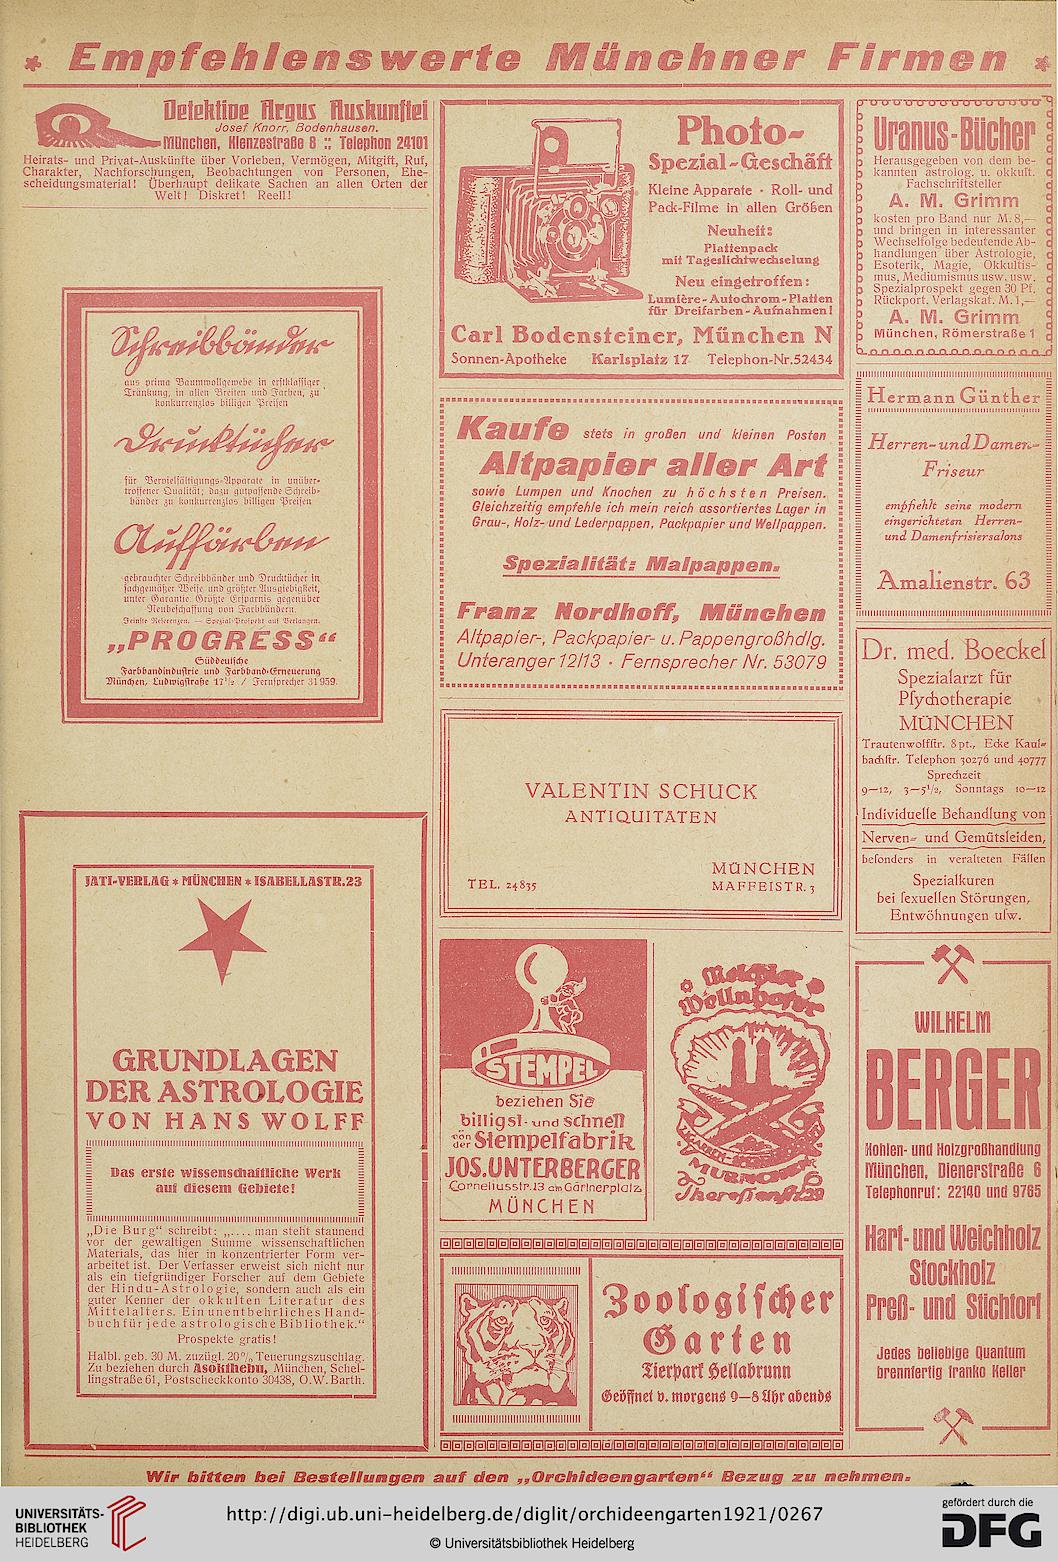 * Empfehlenswerte Münchner Firmen *
Detektive Argus Auskunftei
Josef Knorr, Bodenhausen.
München, Klenzestraße 8 :: Telephon 24101
Heirats- und Privat-Auskünfte über Vorleben, Vermögen, Mitgift, Ruf,
Charakter, Nachforschungen, Beobachtungen von Personen, Ehe-
scheidungsmaterial! Überhaupt delikate Sachen an allen Orten der
Welt! Diskret! Reell!
Schreibbänder
aus prima Baumwollgewebe in erstklassiger
Tränkung, in allen Breiten und Farben, zu
konkurrenzlos billigen Preisen
Drucktücher
für Vervielfältigungs-Apparate in unüber-
troffener Qualität; dazu gutpassende Schreib-
bänder zu konkurrenzlos billigen Preisen
Auffärben
gebrauchter Schreibbänder und Drucktücher in
fachgemäßer Weise und größter Ausgiebigkeit,
unter Garantie. Größte Ersparnis gegenüber
Neubeschaffung von Farbbändern.
Feinste Referenzen. — Spezial-Prospekt auf Verlangen.
„PROGRESS“
Süddeutsche
Farbbandindustrie und Farbband-Erneuerung
München, Ludwigstraße 17½ / Fernsprecher 31959.
JATI-VERLAG * MÜNCHEN * ISABELLASTR.23
GRUNDLAGEN
DER ASTROLOGIE
VON HANS WOLFF
Das erste wissenschaftliche Werk
auf diesem Gebiete!
„Die Burg“ schreibt: „.... man steht staunend
vor der gewaltigen Summe wissenschaftlichen
Materials, das hier in konzentrierter Form ver-
arbeitet ist. Der Verfasser erweist sich nicht nur
als ein tiefgründiger Forscher auf dem Gebiete
der Hindu-Astrologie, sondern auch als ein
guter Kenner der okkulten Literatur des
Mittelalters. Ein unentbehrliches Hand-
buch für jede astrologische Bibliothek.“
Prospekte gratis!
Halbl. geb. 30 M. zuzügl. 20% Teuerungszuschlag.
Zu beziehen durch Asokthebu, München, Schel-
lingstraße 61, Postscheckkonto 30438, O.W. Barth.
Photo-
Spezial-Geschäft
Kleine Apparate · Roll- und
Pack-Filme in allen Größen
Neuheit:
Plattenpack
mit Tageslichtwechselung
Neu eingetroffen:
Lumière-Autochrom-Platten
für Dreifarben-Aufnahmen!
Carl Bodensteiner, München N
Sonnen-Apotheke Karlsplatz 17 Telephon-Nr. 52434
Kaufe stets in großen und kleinen Posten
Altpapier aller Art
sowie Lumpen und Knochen zu höchsten Preisen.
Gleichzeitig empfehle ich mein reich assortiertes Lager in
Grau-, Holz- und Lederpappen, Packpapier und Wellpappen.
Spezialität: Malpappen.
Franz Nordhoff, München
Altpapier-, Packpapier- u. Pappengroßhdlg.
Unteranger 12/13 · Fernsprecher Nr. 53079
VALENTIN SCHUCK
ANTIQUITÄTEN
MÜNCHEN
TEL. 24835 MAFFEISTR. 3
STEMPEL
beziehen Sie
billigst- und schnell
von der Stempelfabrik
JOS. UNTERBERGER
Corneliusstr. 13 am Gärtnerplatz
MÜNCHEN
Melchior
Wellnhofer
ZIGARREN-
MÜNCHEN
Theresienstr. 29
Zoologischer
Garten
Tierpark Hellabrunn
Geöffnet v. morgens 9—8 Uhr abends
Uranus-Bücher
Herausgegeben von dem be-
kannten astrolog. u. okkult.
Fachschriftsteller
A. M. Grimm
kosten pro Band nur M. 8,—
und bringen in interessanter
Wechselfolge bedeutende Ab-
handlungen über Astrologie,
Esoterik, Magie, Okkultis-
mus, Mediumismus usw. usw.
Spezialprospekt gegen 30 Pf.
Rückport. Verlagskat. M. 1,—
A. M. Grimm
München, Römerstraße 1
Hermann Günther
Herren- und Damen-
Friseur
empfiehlt seine modern
eingerichteten Herren-
und Damenfrisiersalons
Amalienstr. 63
Dr. med. Boeckel
Spezialarzt für
Psychotherapie
MÜNCHEN
Trautenwolfstr. 8 pt., Ecke Kaul-
bachstr. Telephon 30276 und 40777
Sprechzeit
9—12, 3—5½, Sonntags 10—12
Individuelle Behandlung von
Nerven- und Gemütsleiden,
besonders in veralteten Fällen
Spezialkuren
bei sexuellen Störungen,
Entwöhnungen usw.
WILHELM
BERGER
Kohlen- und Holzgroßhandlung
München, Dienerstraße 6
Telephonruf: 22140 und 9765
Hart- und Weichholz
Stockholz
Preß- und Stichtorf
Jedes beliebige Quantum
brennfertig franko Keller
Wir bitten bei Bestellungen auf den „Orchideengarten“ Bezug zu nehmen.
UNIVERSITÄTS-
BIBLIOTHEK
HEIDELBERG
http://digi.ub.uni-heidelberg.de/diglit/orchideengarten1921/0267
© Universitätsbibliothek Heidelberg
gefördert durch die
DFG